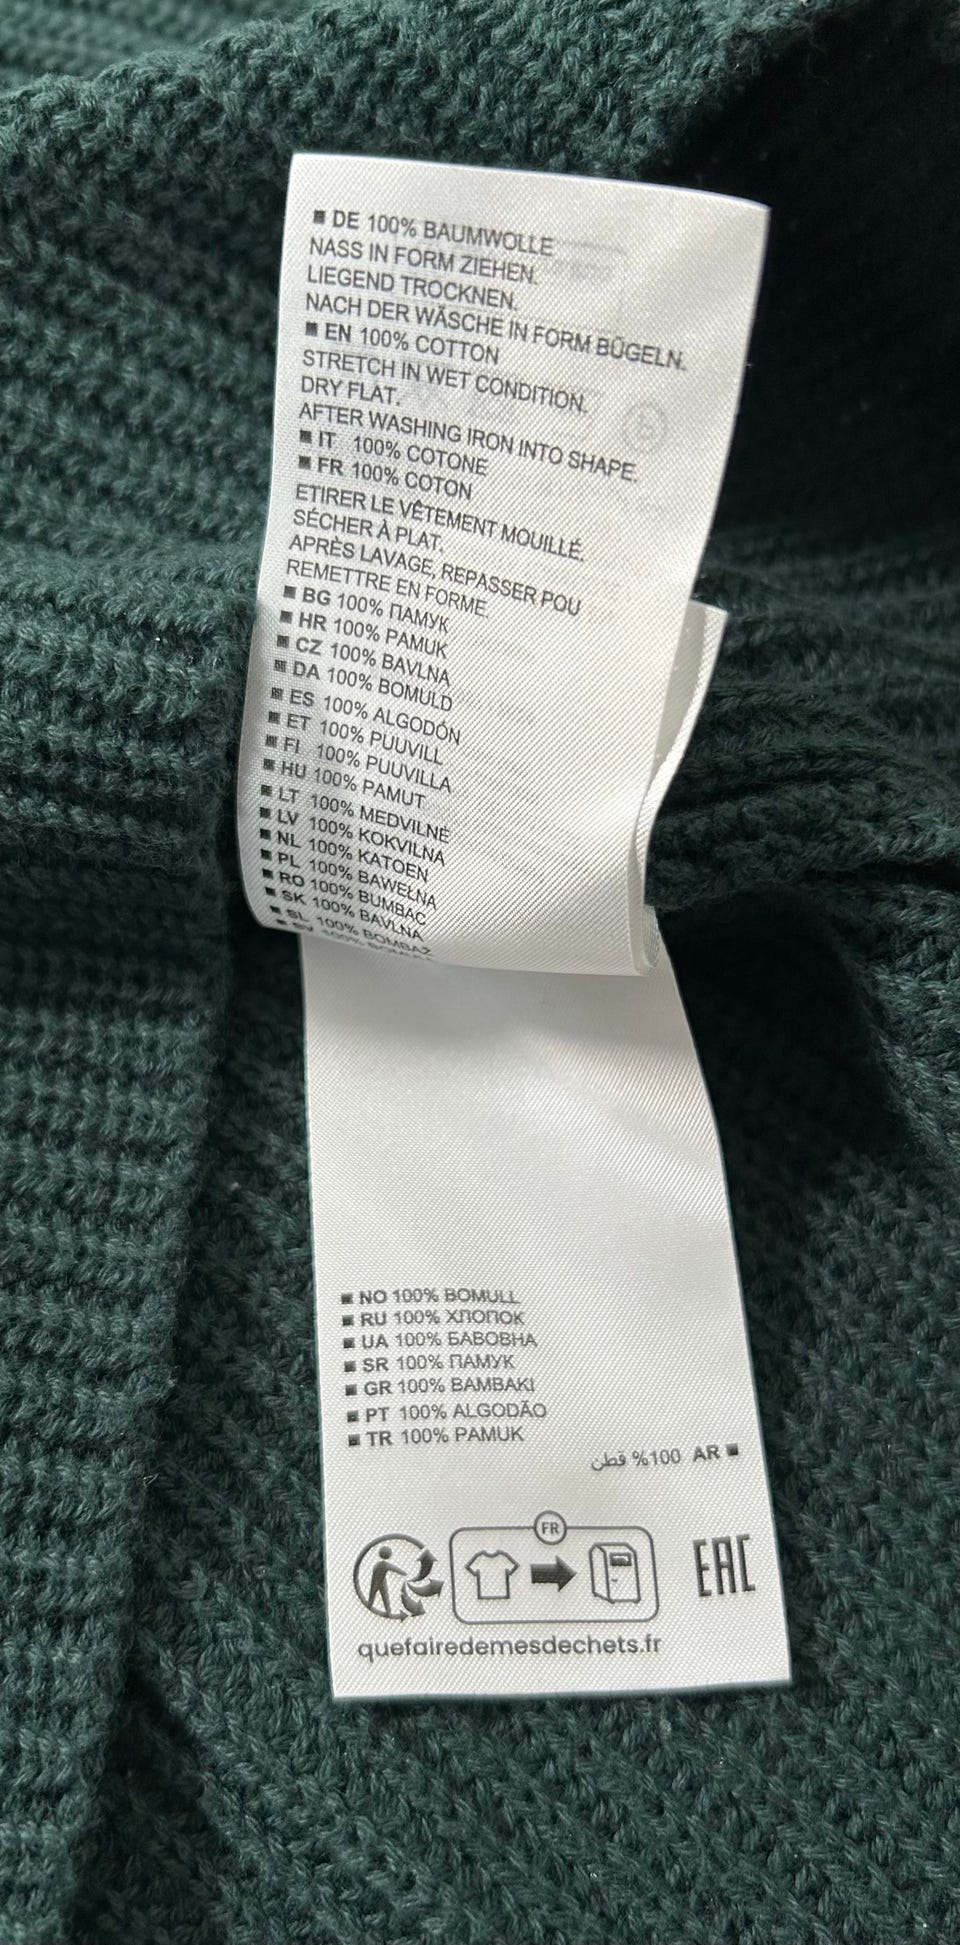 ■ DE 100% BAUMWOLLE
NASS IN FORM ZIEHEN.
LIEGEND TROCKNEN.
NACH DER WÄSCHE IN FORM BÜGELN.
■ EN 100% COTTON
STRETCH IN WET CONDITION.
DRY FLAT.
AFTER WASHING IRON INTO SHAPE.
■ IT 100% COTONE
■ FR 100% COTON
ETIRER LE VÊTEMENT MOUILLÉ.
SÉCHER À PLAT.
APRÈS LAVAGE, REPASSER POU
REMETTRE EN FORME.
■ BG 100% ПАМУК
■ HR 100% PAMUK
■ CZ 100% BAVLNA
■ DA 100% BOMULD
■ ES 100% ALGODÓN
■ ET 100% PUUVILL
■ FI 100% PUUVILLA
■ HU 100% PAMUT
■ LT 100% MEDVILNĖ
■ LV 100% KOKVILNA
■ NL 100% KATOEN
■ PL 100% BAWEŁNA
■ RO 100% BUMBAC
■ SK 100% BAVLNA
■ SL 100% BOMBAŽ
■ NO 100% BOMULL
■ RU 100% ХЛОПОК
■ UA 100% БАВОВНА
■ SR 100% ПАМУК
■ GR 100% BAMBAKI
■ PT 100% ALGODÃO
■ TR 100% PAMUK
■ AR 100% قطن
FR
EAC
quefairedemesdechets.fr